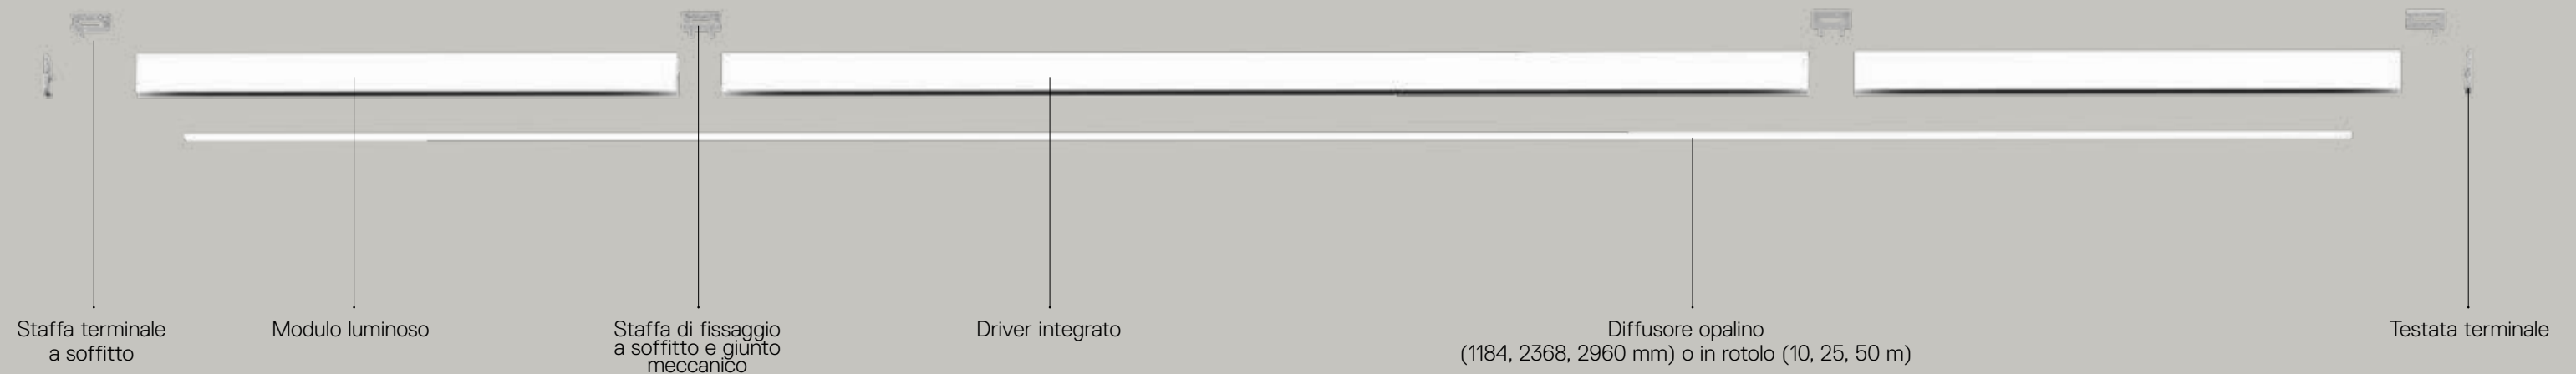 Staffa terminale
a soffitto
Modulo luminoso
Staffa di fissaggio
a soffitto e giunto
meccanico
Driver integrato
Diffusore opalino
(1184, 2368, 2960 mm) o in rotolo (10, 25, 50 m)
Testata terminale